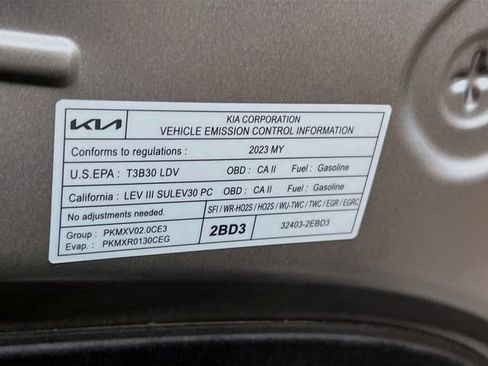 KIA
KIA CORPORATION
VEHICLE EMISSION CONTROL INFORMATION
Conforms to regulations : 2023 MY
U.S.EPA : T3B30 LDV OBD : CA II Fuel : Gasoline
California : LEV III SULEV30 PC OBD : CA II Fuel : Gasoline
No adjustments needed. SFI / WR-HO2S / HO2S / WU-TWC / TWC / EGR / EGRC
Group : PKMXV02.0CE3 2BD3 32403-2EBD3
Evap. : PKMXR0130CEG